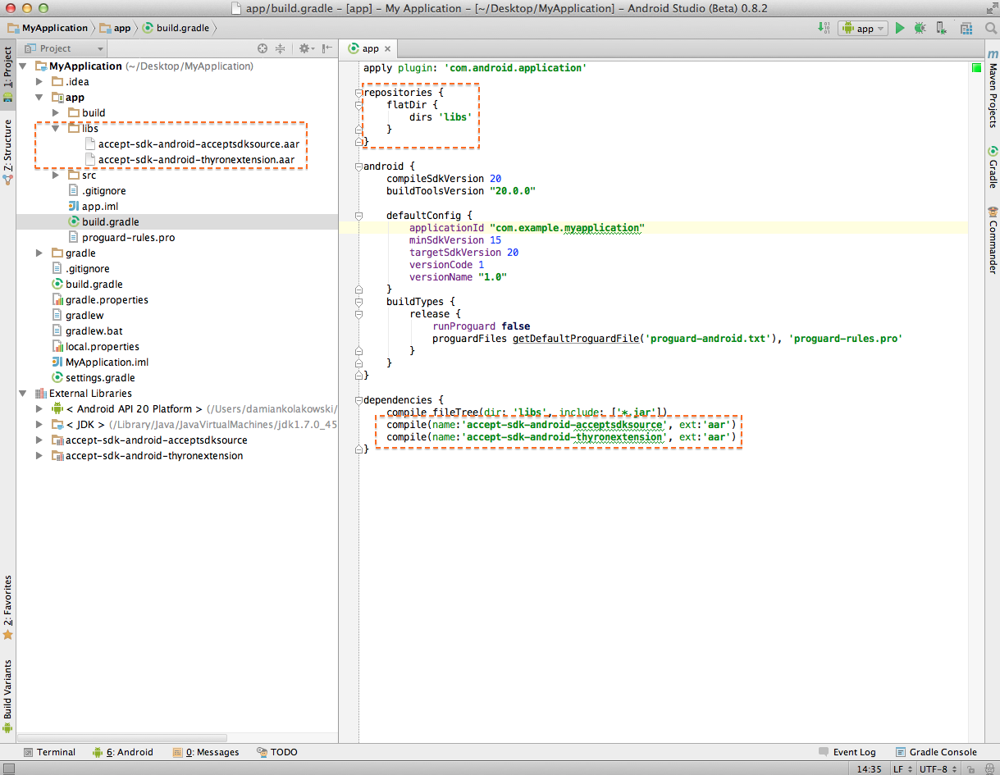 app/build.gradle – [app] – My Application – [~/Desktop/MyApplication] – Android Studio (Beta) 0.8.2
MyApplication app build.gradle
app
1: Project
Z: Structure
2: Favorites
Build Variants
Project
MyApplication (~/Desktop/MyApplication)
.idea
app
build
libs
accept-sdk-android-acceptsdksource.aar
accept-sdk-android-thyronextension.aar
src
.gitignore
app.iml
build.gradle
proguard-rules.pro
gradle
.gitignore
build.gradle
gradle.properties
gradlew
gradlew.bat
local.properties
MyApplication.iml
settings.gradle
External Libraries
< Android API 20 Platform > (/Users/damiankolakowski/
< JDK > (/Library/Java/JavaVirtualMachines/jdk1.7.0_45
accept-sdk-android-acceptsdksource
accept-sdk-android-thyronextension
app
apply plugin: 'com.android.application'
repositories {
flatDir {
dirs 'libs'
}
}
android {
compileSdkVersion 20
buildToolsVersion "20.0.0"
defaultConfig {
applicationId "com.example.myapplication"
minSdkVersion 15
targetSdkVersion 20
versionCode 1
versionName "1.0"
}
buildTypes {
release {
runProguard false
proguardFiles getDefaultProguardFile('proguard-android.txt'), 'proguard-rules.pro'
}
}
}
dependencies {
compile fileTree(dir: 'libs', include: ['*.jar'])
compile(name:'accept-sdk-android-acceptsdksource', ext:'aar')
compile(name:'accept-sdk-android-thyronextension', ext:'aar')
}
m
Maven Projects
Gradle
Commander
Terminal 6: Android 0: Messages TODO Event Log Gradle Console
14:35 LF UTF-8